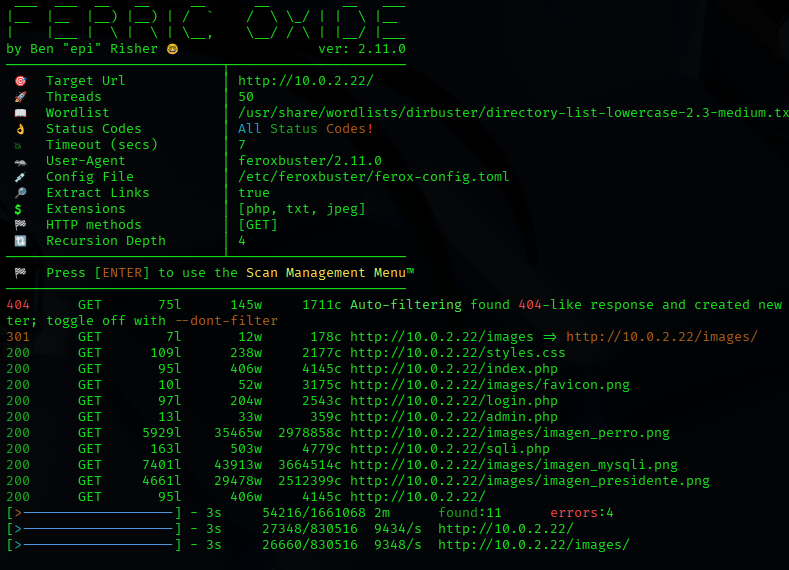 FERRIC OXIDE
by Ben "epi" Risher 🤓 ver: 2.11.0
🎯 Target Url │ http://10.0.2.22/
🚀 Threads │ 50
📖 Wordlist │ /usr/share/wordlists/dirbuster/directory-list-lowercase-2.3-medium.tx
👌 Status Codes │ All Status Codes!
💥 Timeout (secs) │ 7
🦡 User-Agent │ feroxbuster/2.11.0
💉 Config File │ /etc/feroxbuster/ferox-config.toml
🔎 Extract Links │ true
💲 Extensions │ [php, txt, jpeg]
🏁 HTTP methods │ [GET]
🔃 Recursion Depth │ 4
🏁 Press [ENTER] to use the Scan Management Menu™
404 GET 75l 145w 1711c Auto-filtering found 404-like response and created new
ter; toggle off with --dont-filter
301 GET 7l 12w 178c http://10.0.2.22/images => http://10.0.2.22/images/
200 GET 109l 238w 2177c http://10.0.2.22/styles.css
200 GET 95l 406w 4145c http://10.0.2.22/index.php
200 GET 10l 52w 3175c http://10.0.2.22/images/favicon.png
200 GET 97l 204w 2543c http://10.0.2.22/login.php
200 GET 13l 33w 359c http://10.0.2.22/admin.php
200 GET 5929l 35465w 2978858c http://10.0.2.22/images/imagen_perro.png
200 GET 163l 503w 4779c http://10.0.2.22/sqli.php
200 GET 7401l 43913w 3664514c http://10.0.2.22/images/imagen_mysqli.png
200 GET 4661l 29478w 2512399c http://10.0.2.22/images/imagen_presidente.png
200 GET 95l 406w 4145c http://10.0.2.22/
[>-------------------] - 3s 54216/1661068 2m found:11 errors:4
[>-------------------] - 3s 27348/830516 9434/s http://10.0.2.22/
[>-------------------] - 3s 26660/830516 9348/s http://10.0.2.22/images/